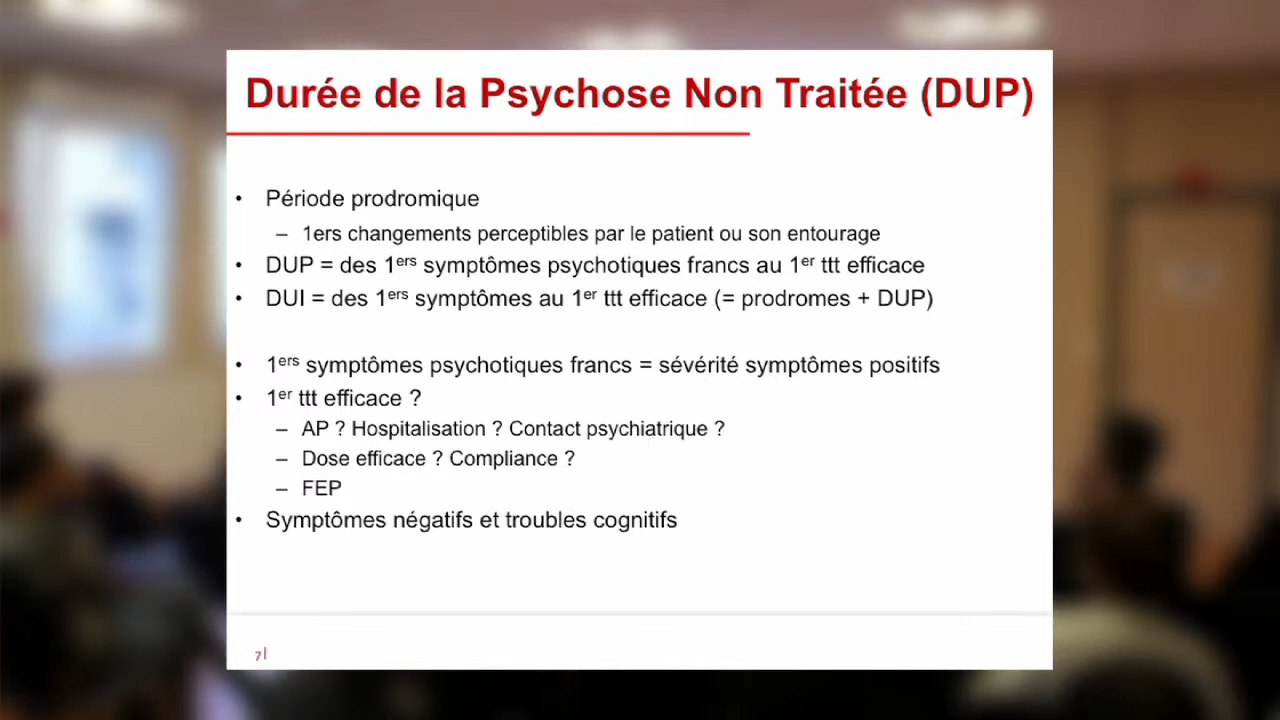 Durée de la Psychose Non Traitée (DUP)
• Période prodromique
– 1ers changements perceptibles par le patient ou son entourage
• DUP = des 1ers symptômes psychotiques francs au 1er ttt efficace
• DUI = des 1ers symptômes au 1er ttt efficace (= prodromes + DUP)
• 1ers symptômes psychotiques francs = sévérité symptômes positifs
• 1er ttt efficace ?
– AP ? Hospitalisation ? Contact psychiatrique ?
– Dose efficace ? Compliance ?
– FEP
• Symptômes négatifs et troubles cognitifs
7|